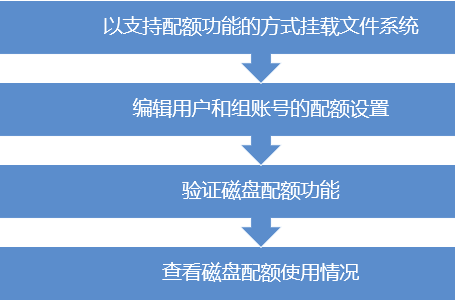 以支持配额功能的方式挂载文件系统
编辑用户和组账号的配额设置
验证磁盘配额功能
查看磁盘配额使用情况